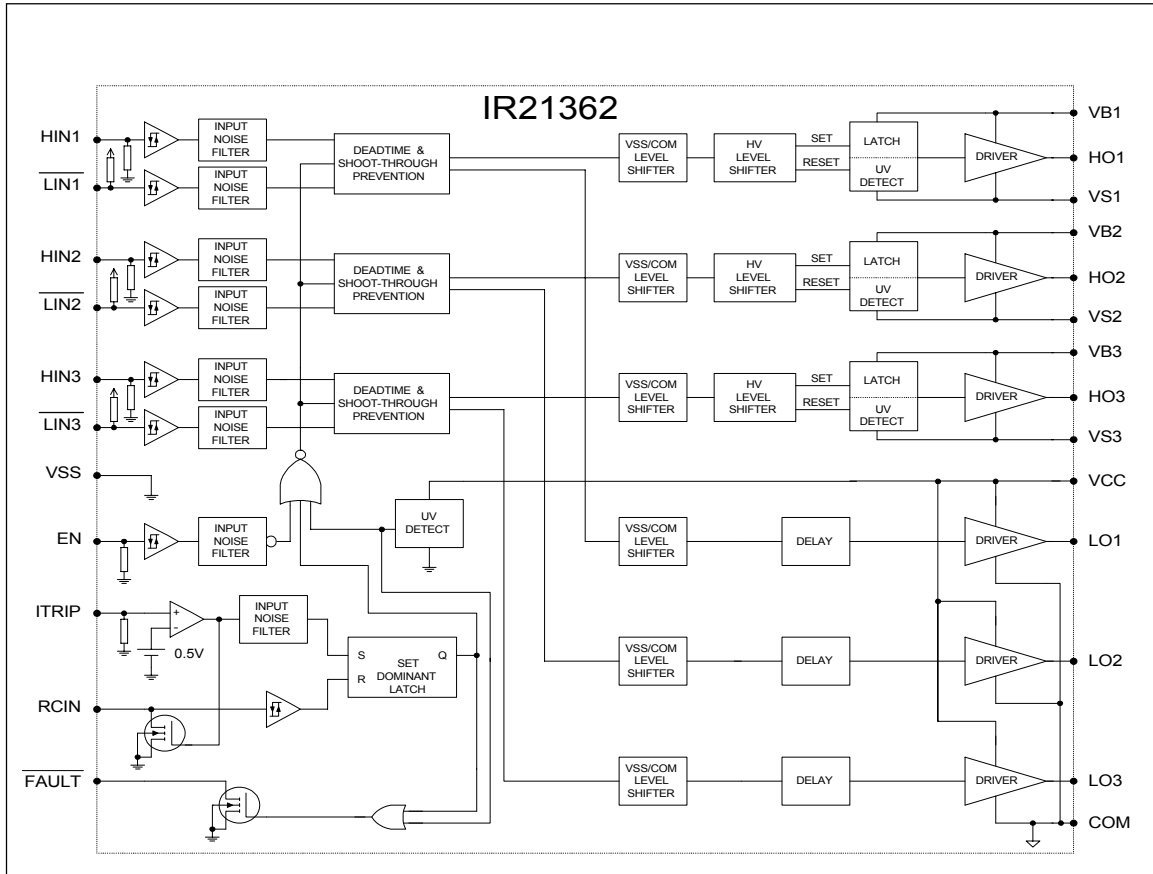 IR21362
HIN1
INPUT
NOISE
FILTER
DEADTIME &
SHOOT-THROUGH
PREVENTION
LIN1
INPUT
NOISE
FILTER
VSS/COM
LEVEL
SHIFTER
HV
LEVEL
SHIFTER
SET
RESET
LATCH
UV
DETECT
DRIVER
VB1
HO1
VS1
HIN2
INPUT
NOISE
FILTER
DEADTIME &
SHOOT-THROUGH
PREVENTION
LIN2
INPUT
NOISE
FILTER
VSS/COM
LEVEL
SHIFTER
HV
LEVEL
SHIFTER
SET
RESET
LATCH
UV
DETECT
DRIVER
VB2
HO2
VS2
HIN3
INPUT
NOISE
FILTER
DEADTIME &
SHOOT-THROUGH
PREVENTION
LIN3
INPUT
NOISE
FILTER
VSS/COM
LEVEL
SHIFTER
HV
LEVEL
SHIFTER
SET
RESET
LATCH
UV
DETECT
DRIVER
VB3
HO3
VS3
VSS
VCC
EN
INPUT
NOISE
FILTER
UV
DETECT
VSS/COM
LEVEL
SHIFTER
DELAY
DRIVER
LO1
ITRIP
+
-
0.5V
INPUT
NOISE
FILTER
S
R
Q
SET
DOMINANT
LATCH
VSS/COM
LEVEL
SHIFTER
DELAY
DRIVER
LO2
RCIN
FAULT
VSS/COM
LEVEL
SHIFTER
DELAY
DRIVER
LO3
COM